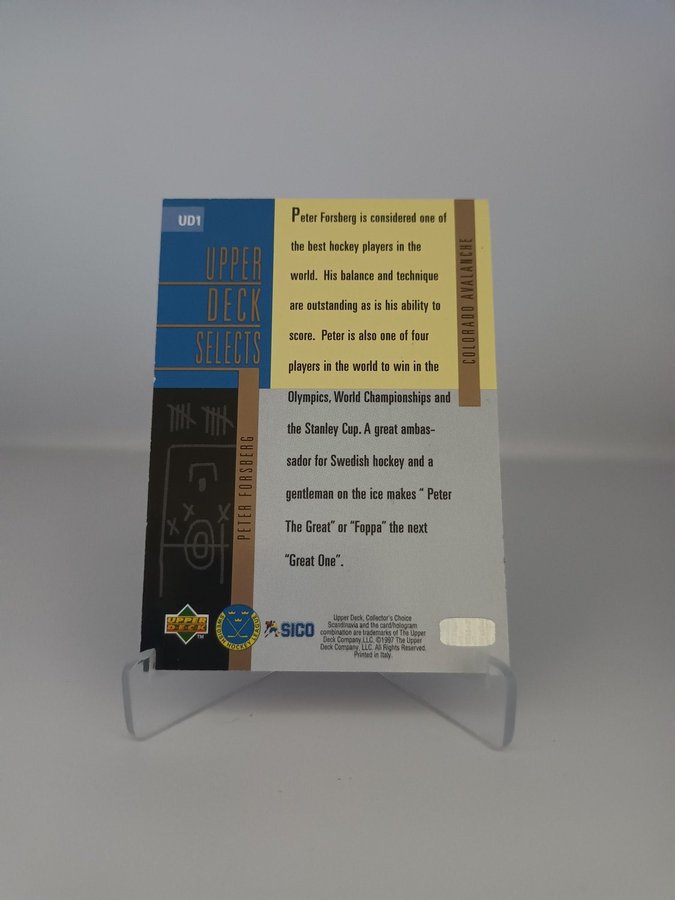 UD1
UPPER
DECK
SELECTS
Peter Forsberg is considered one of
the best hockey players in the
world. His balance and technique
are outstanding as is his ability to
score. Peter is also one of four
players in the world to win in the
Olympics, World Championships and
the Stanley Cup. A great ambas-
sador for Swedish hockey and a
gentleman on the ice makes “ Peter
The Great” or “Foppa” the next
“Great One”.
COLORADO AVALANCHE
PETER FORSBERG
UPPER
DECK
TM
SICO
Upper Deck, Collector's Choice
Scandinavia and the card/hologram
combination are trademarks of The Upper
Deck Company, LLC. ©1997 The Upper
Deck Company, LLC. All Rights Reserved.
Printed in Italy.